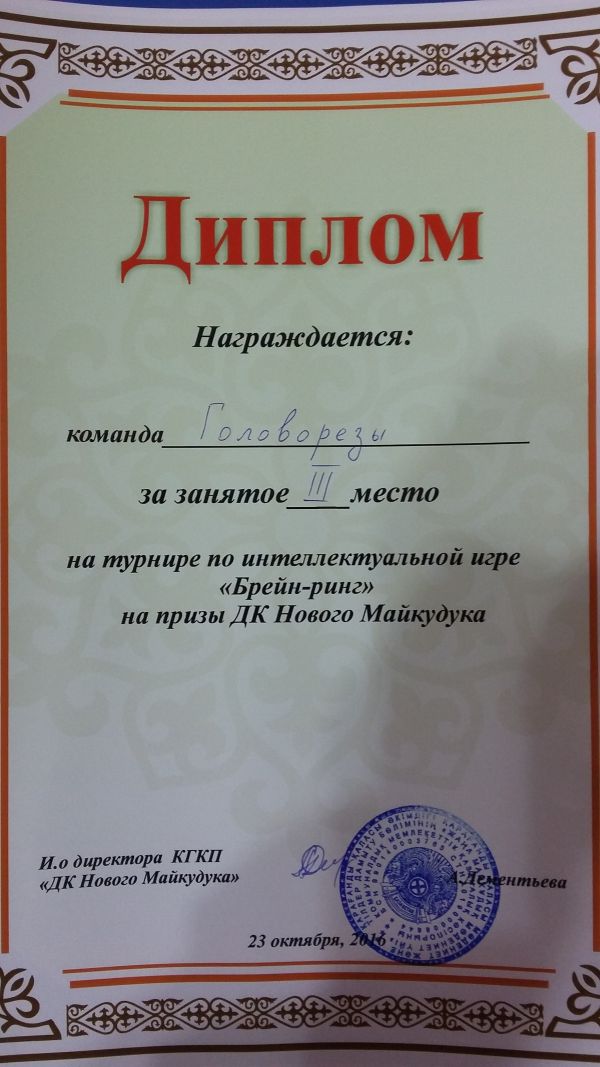 Диплом
Награждается:
команда Головорезы
за занятое III место
на турнире по интеллектуальной игре
«Брейн-ринг»
на призы ДК Нового Майкудука
И.о директора КГКП
«ДК Нового Майкудука»
А.Дементьева
23 октября, 2016